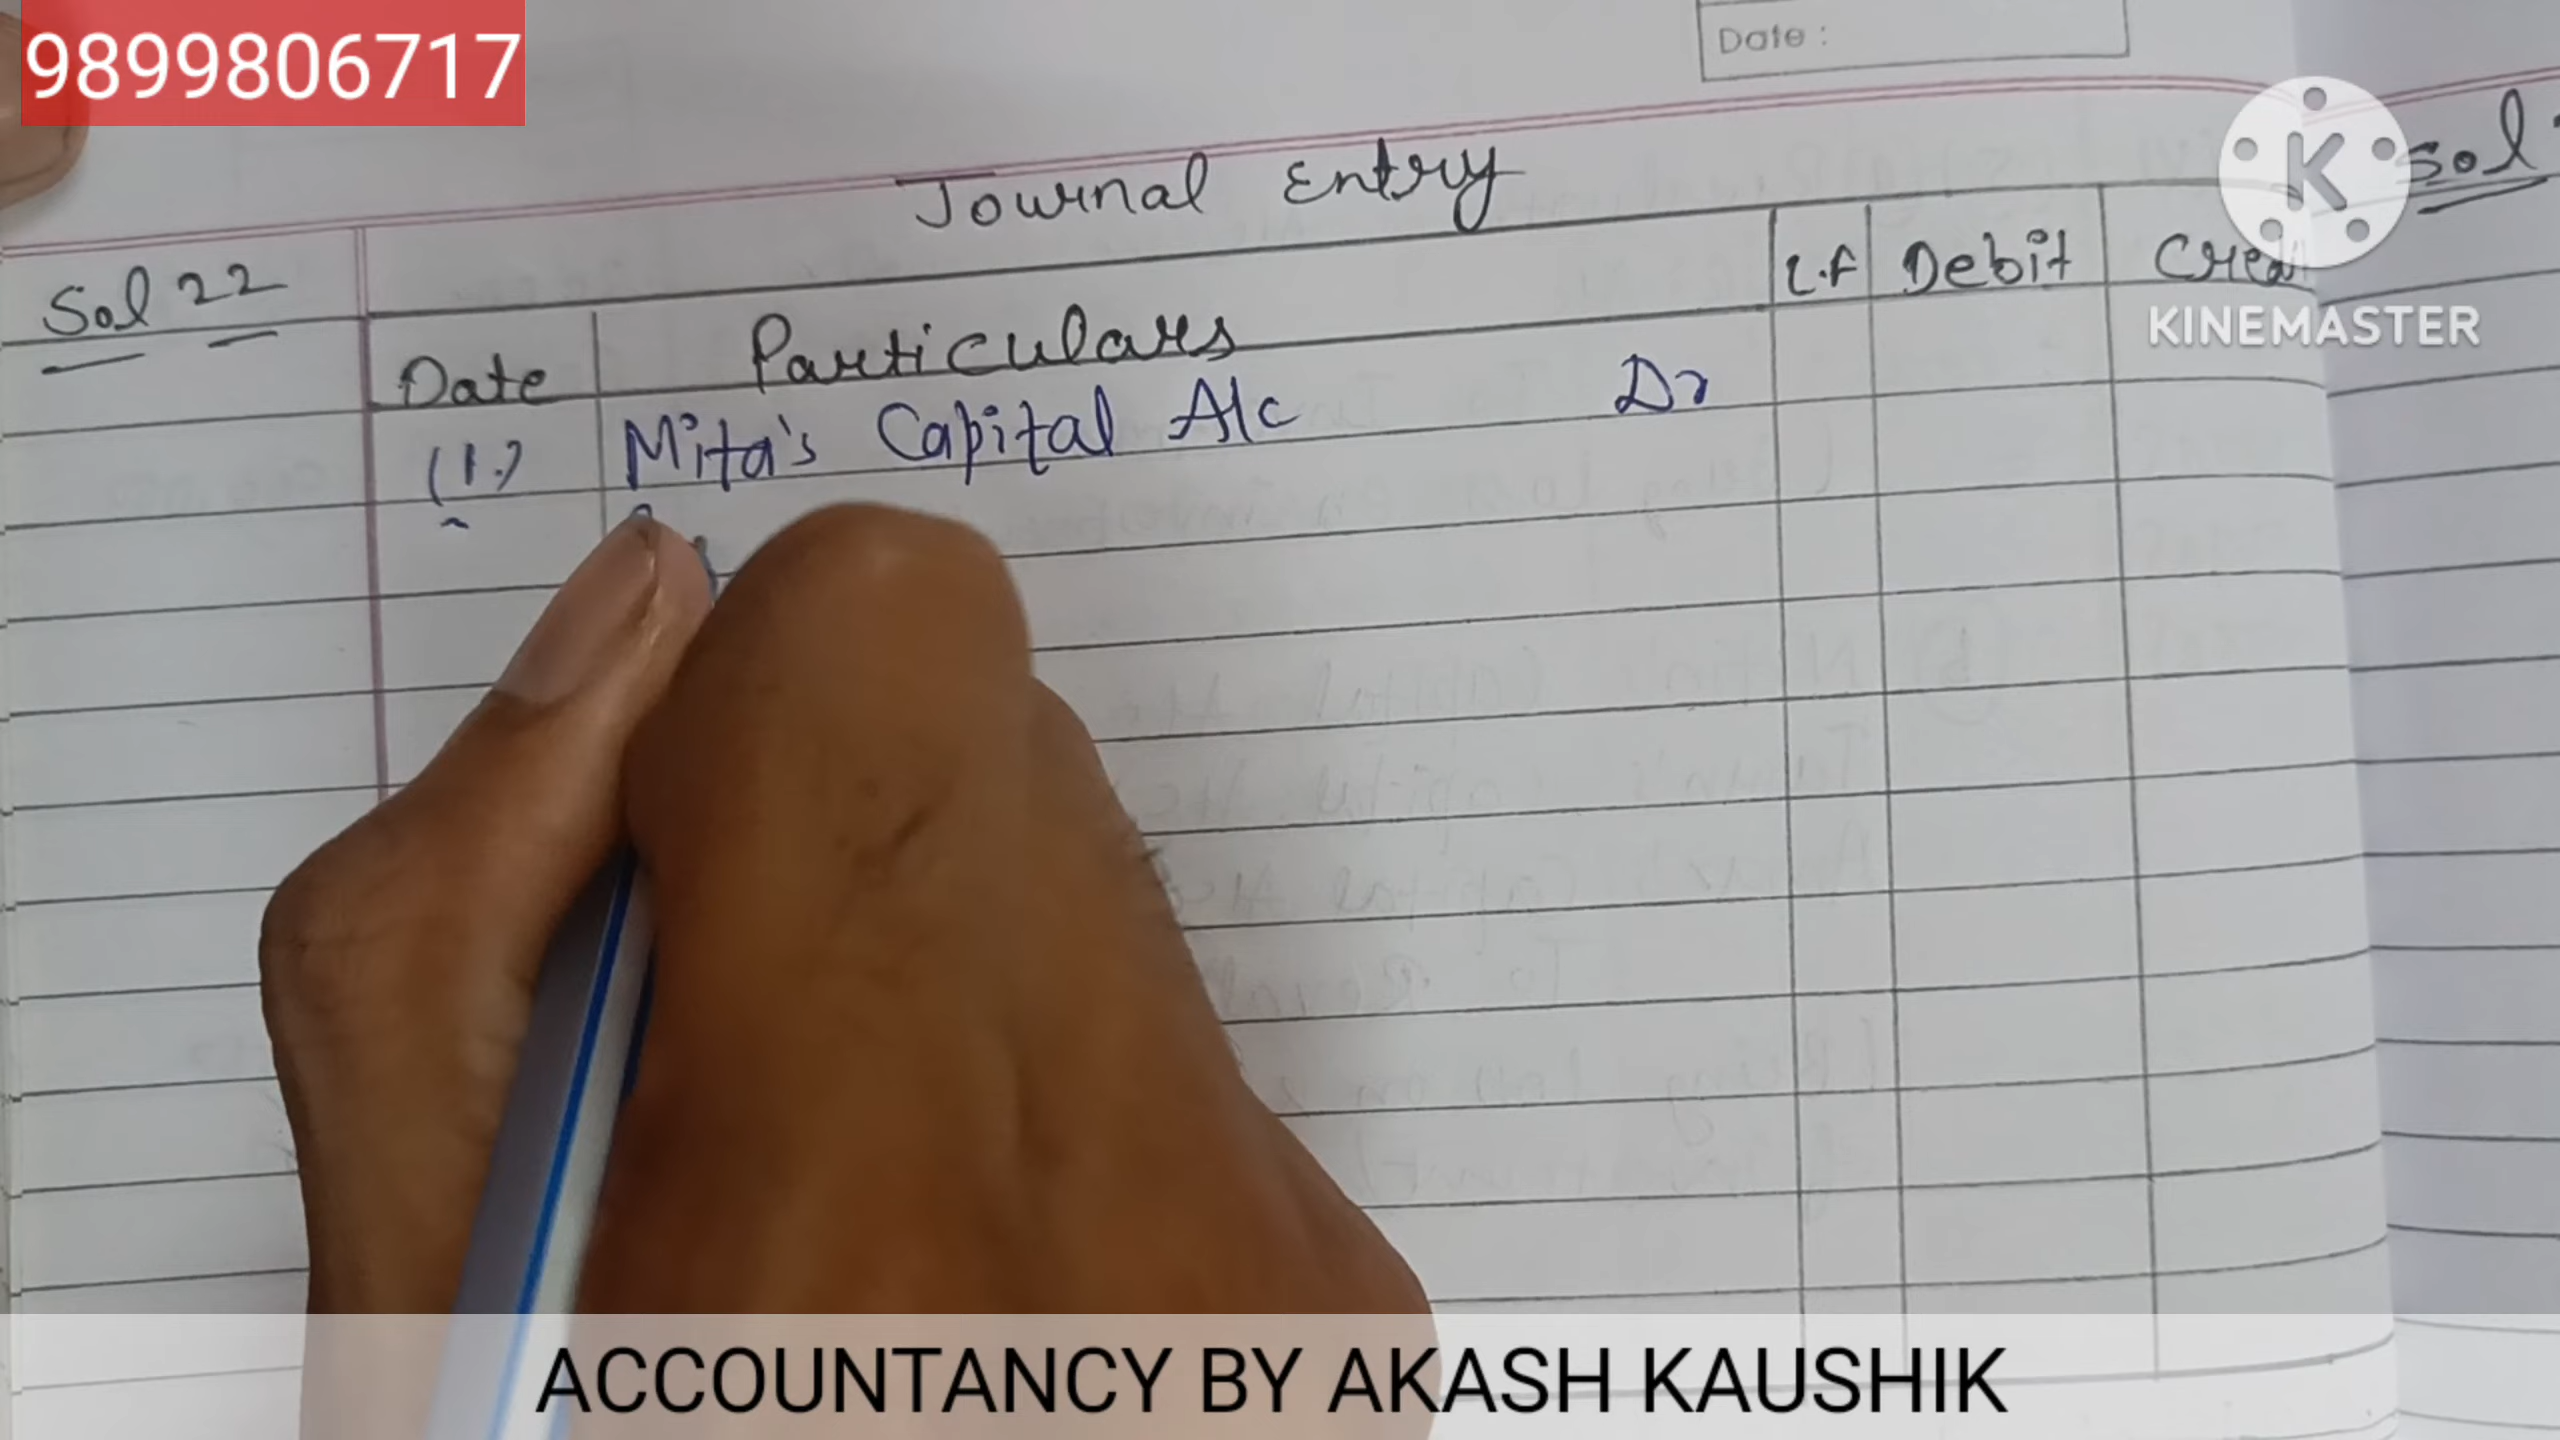 9899806717
Date :
Journal Entry
Sol 22
Sol
Date Particulars L.F Debit
(1.) Mita's Capital A/c Dr
KINEMASTER
ACCOUNTANCY BY AKASH KAUSHIK